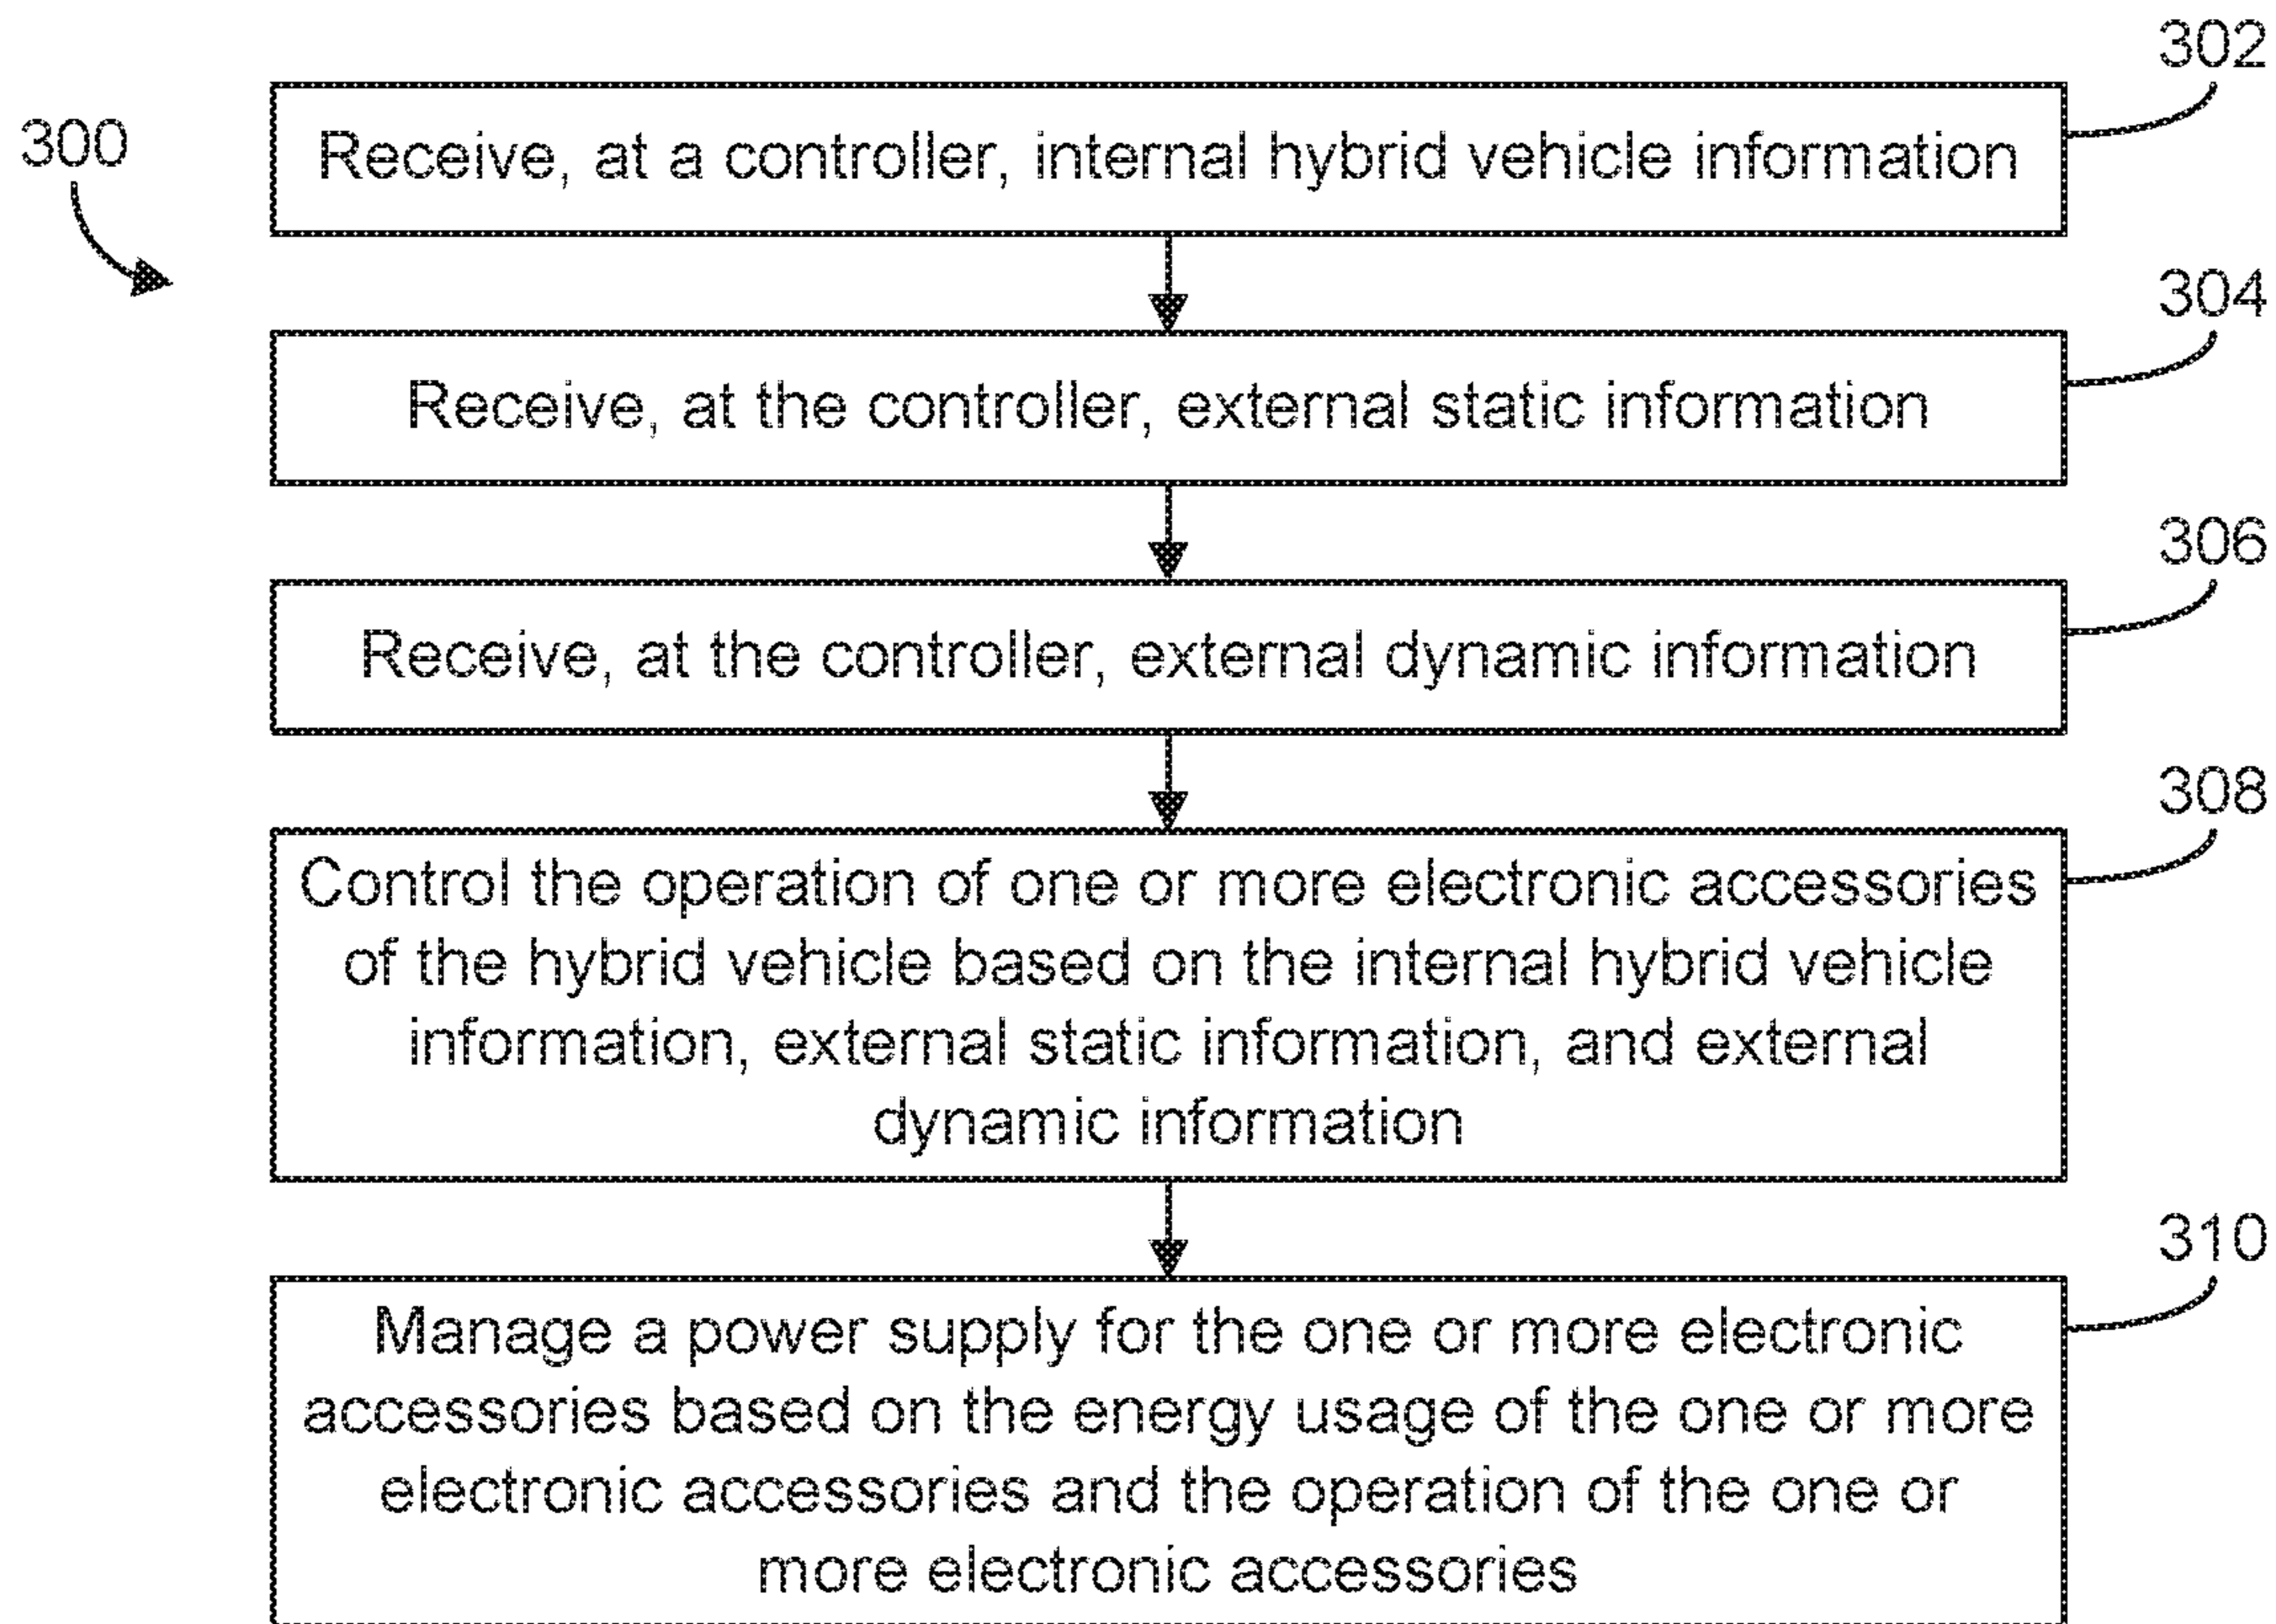 302
300
Receive, at a controller, internal hybrid vehicle information
304
Receive, at the controller, external static information
306
Receive, at the controller, external dynamic information
308
Control the operation of one or more electronic accessories
of the hybrid vehicle based on the internal hybrid vehicle
information, external static information, and external
dynamic information
310
Manage a power supply for the one or more electronic
accessories based on the energy usage of the one or more
electronic accessories and the operation of the one or
more electronic accessories